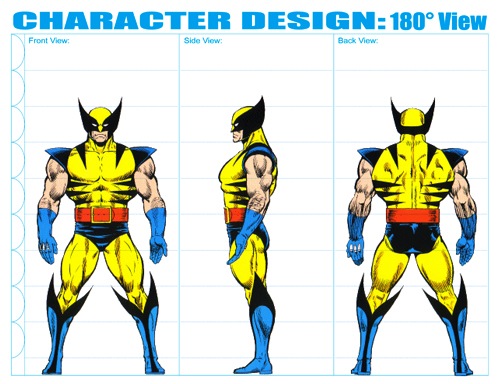 CHARACTER DESIGN: 180° View
Front View:
Side View:
Back View: